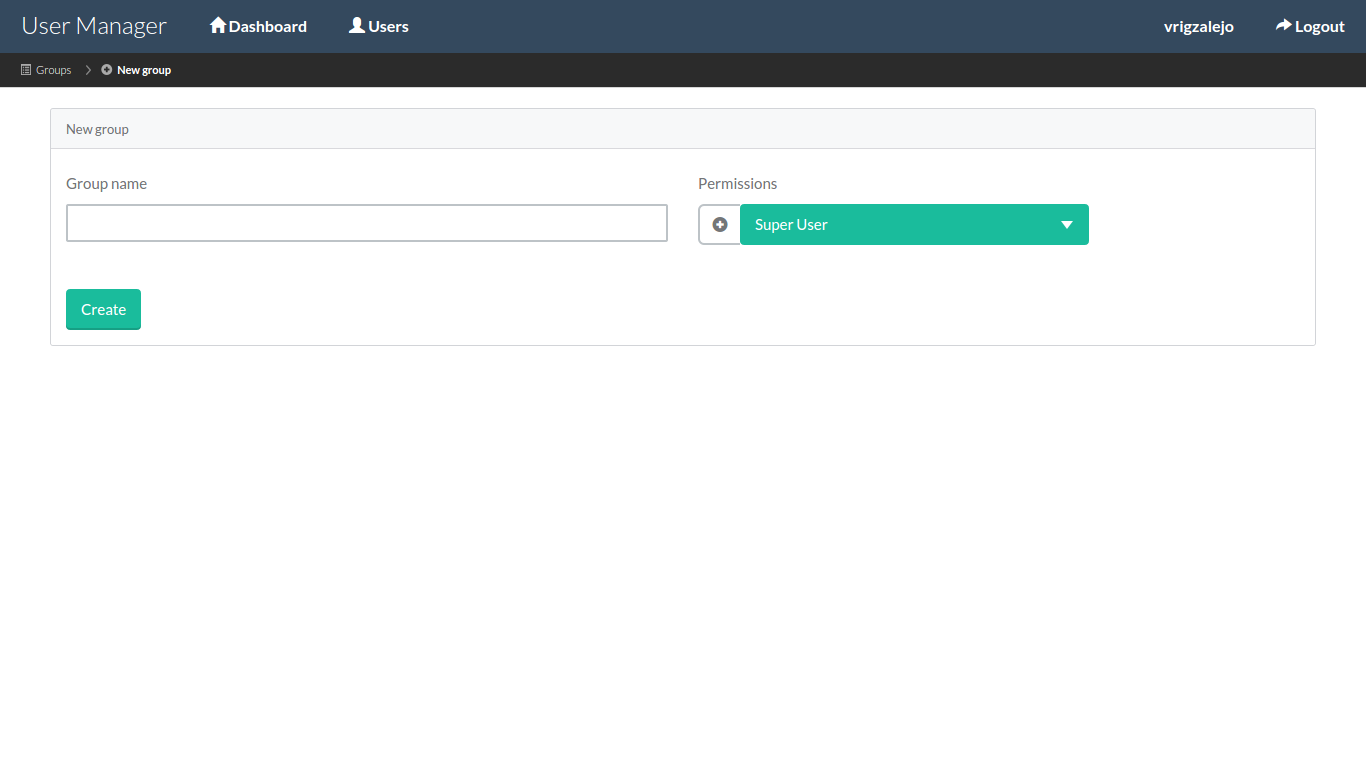 User Manager Dashboard Users vrigzalejo Logout
Groups New group
New group
Group name Permissions
Super User
Create